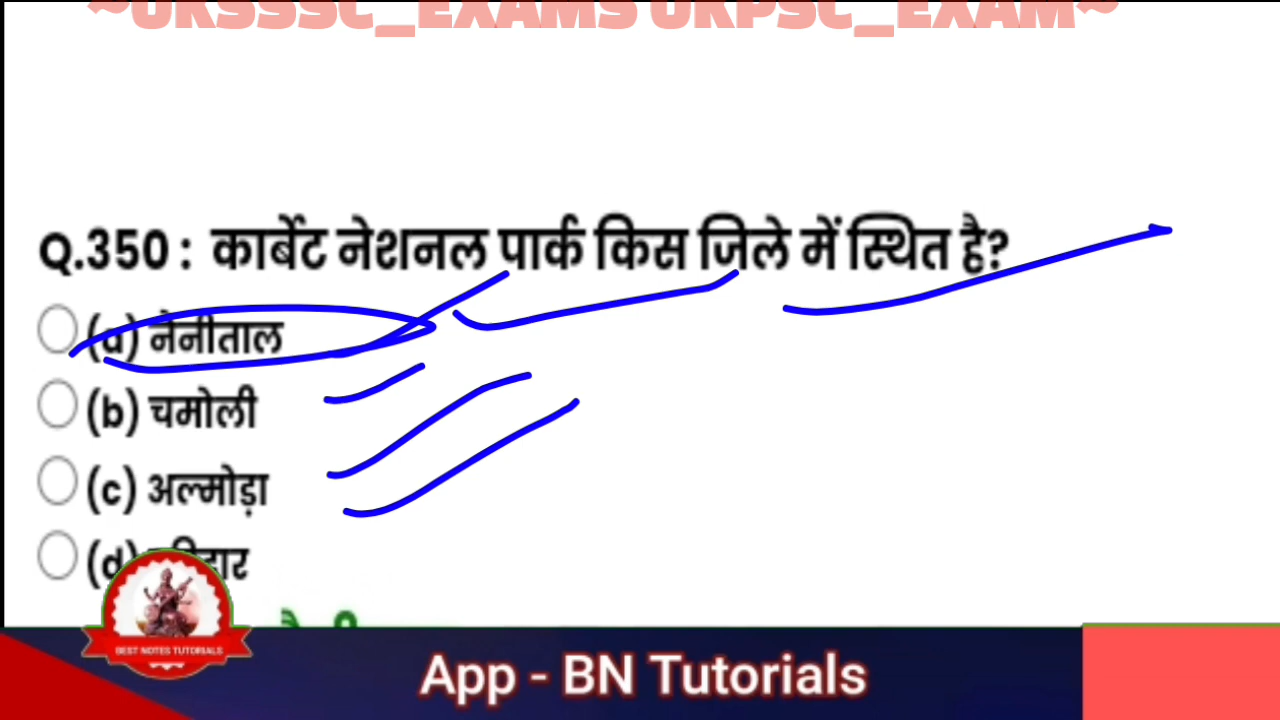 ~UKSSSC_EXAMS UKPSC_EXAM~
Q.350 : कार्बेट नेशनल पार्क किस जिले में स्थित है?
(a) नैनीताल
(b) चमोली
(c) अल्मोड़ा
(d)
BEST NOTES TUTORIALS
App - BN Tutorials